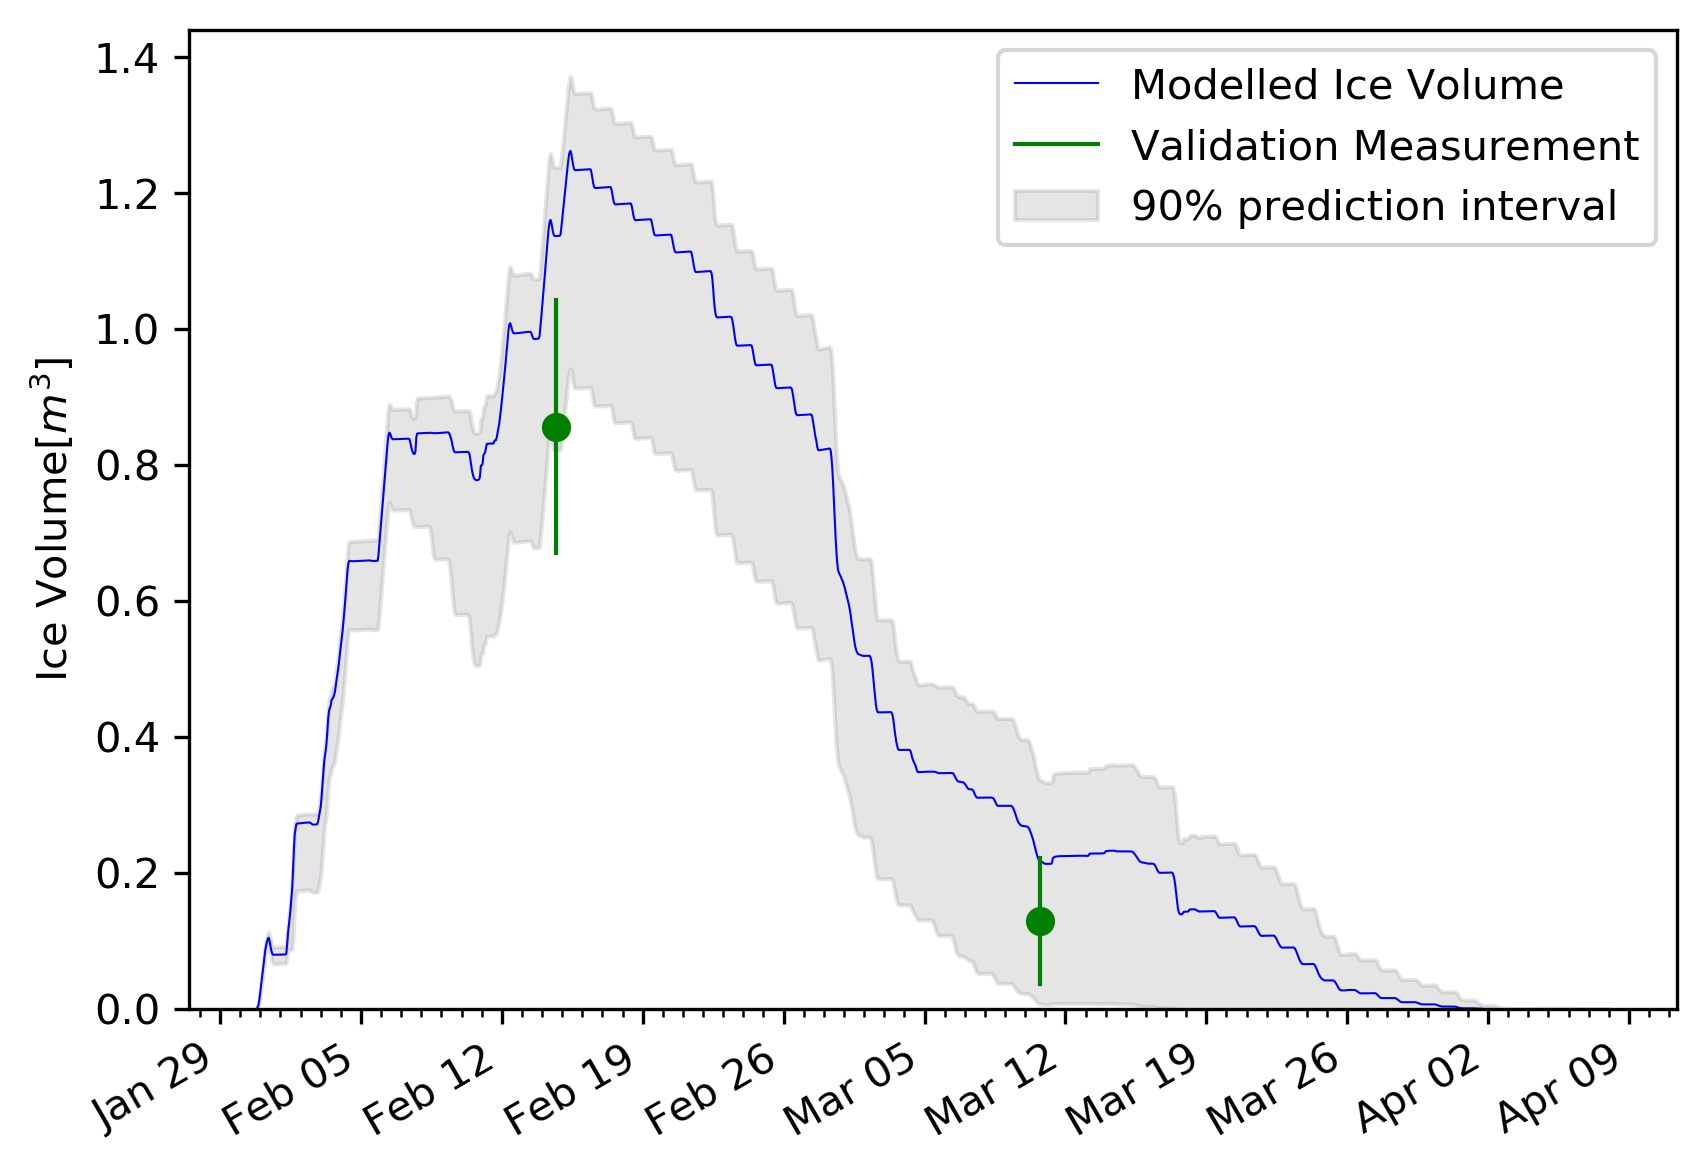 1.4
1.2
1.0
0.8
0.6
0.4
0.2
0.0
Ice Volume[m³]
Modelled Ice Volume
Validation Measurement
90% prediction interval
Jan 29
Feb 05
Feb 12
Feb 19
Feb 26
Mar 05
Mar 12
Mar 19
Mar 26
Apr 02
Apr 09